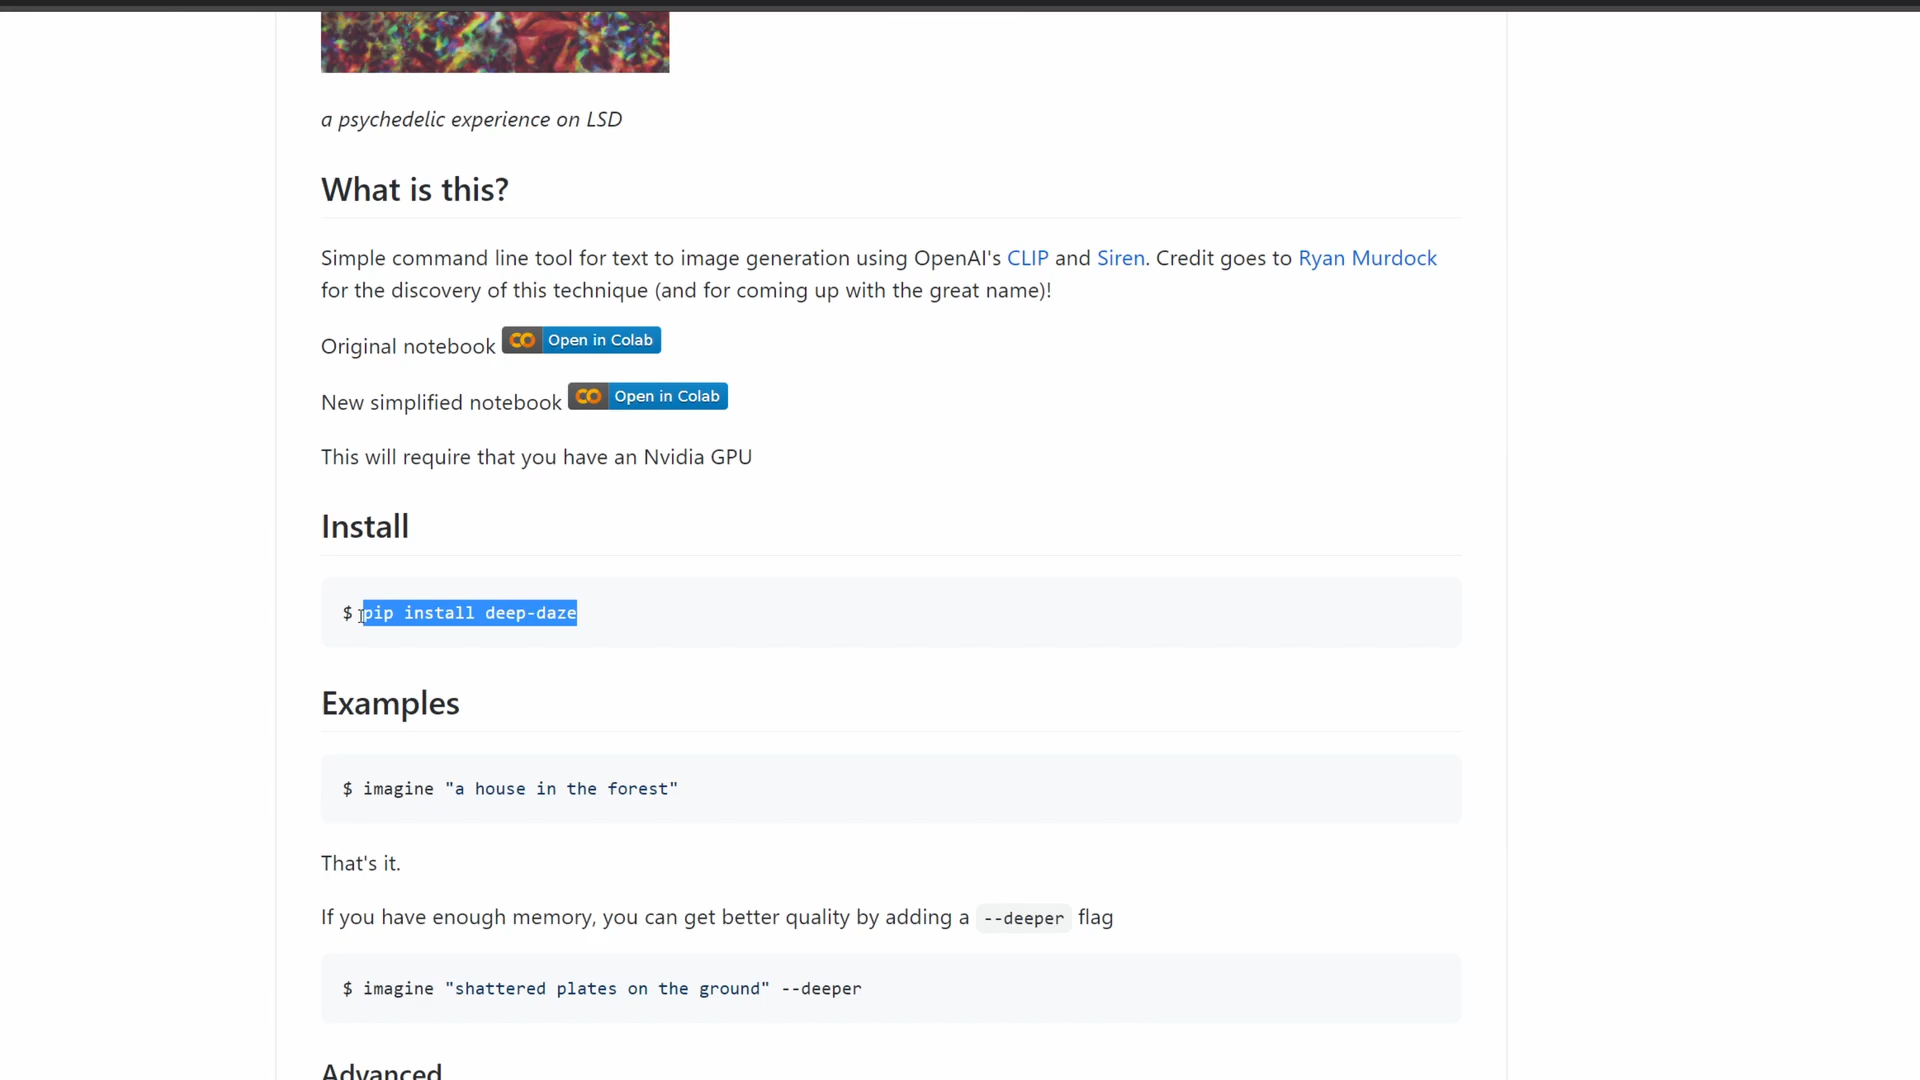 a psychedelic experience on LSD
What is this?
Simple command line tool for text to image generation using OpenAI's CLIP and Siren. Credit goes to Ryan Murdock
for the discovery of this technique (and for coming up with the great name)!
Original notebook Open in Colab
New simplified notebook Open in Colab
This will require that you have an Nvidia GPU
Install
$ pip install deep-daze
Examples
$ imagine "a house in the forest"
That's it.
If you have enough memory, you can get better quality by adding a --deeper flag
$ imagine "shattered plates on the ground" --deeper
Advanced